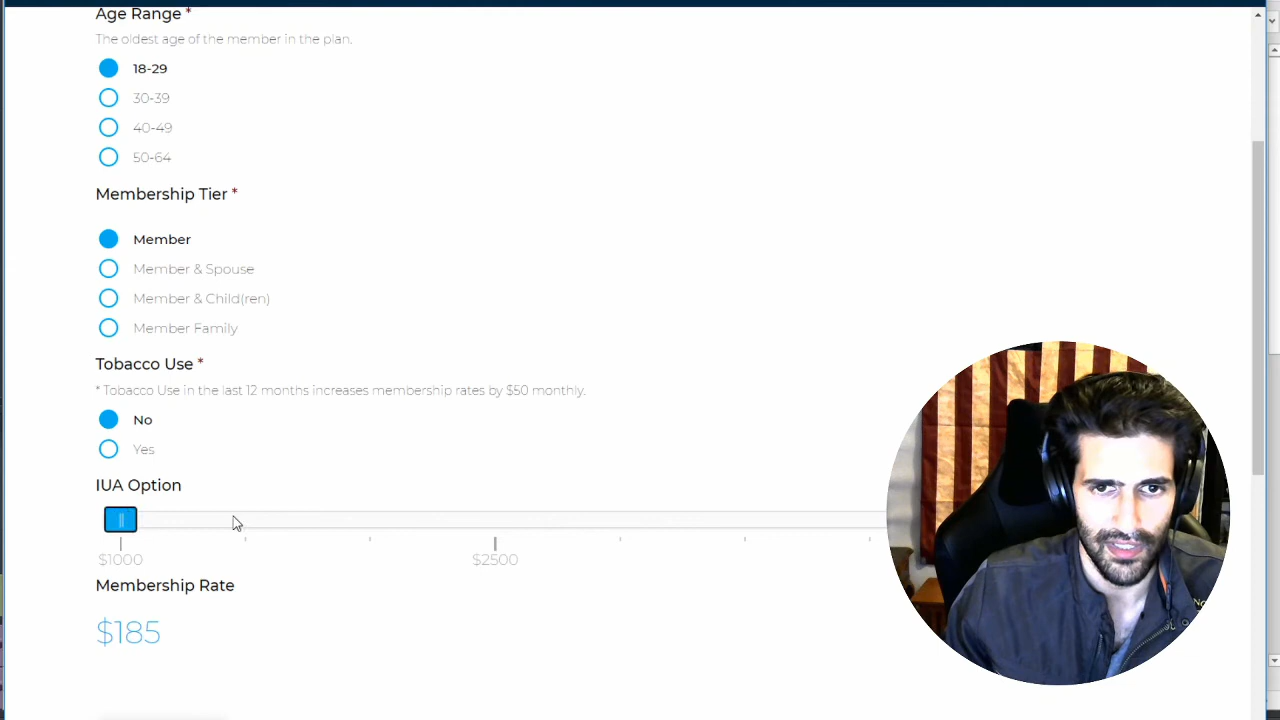 Age Range *
The oldest age of the member in the plan.
18-29
30-39
40-49
50-64
Membership Tier *
Member
Member & Spouse
Member & Child(ren)
Member Family
Tobacco Use *
* Tobacco Use in the last 12 months increases membership rates by $50 monthly.
No
Yes
IUA Option
$1000 $2500
Membership Rate
$185